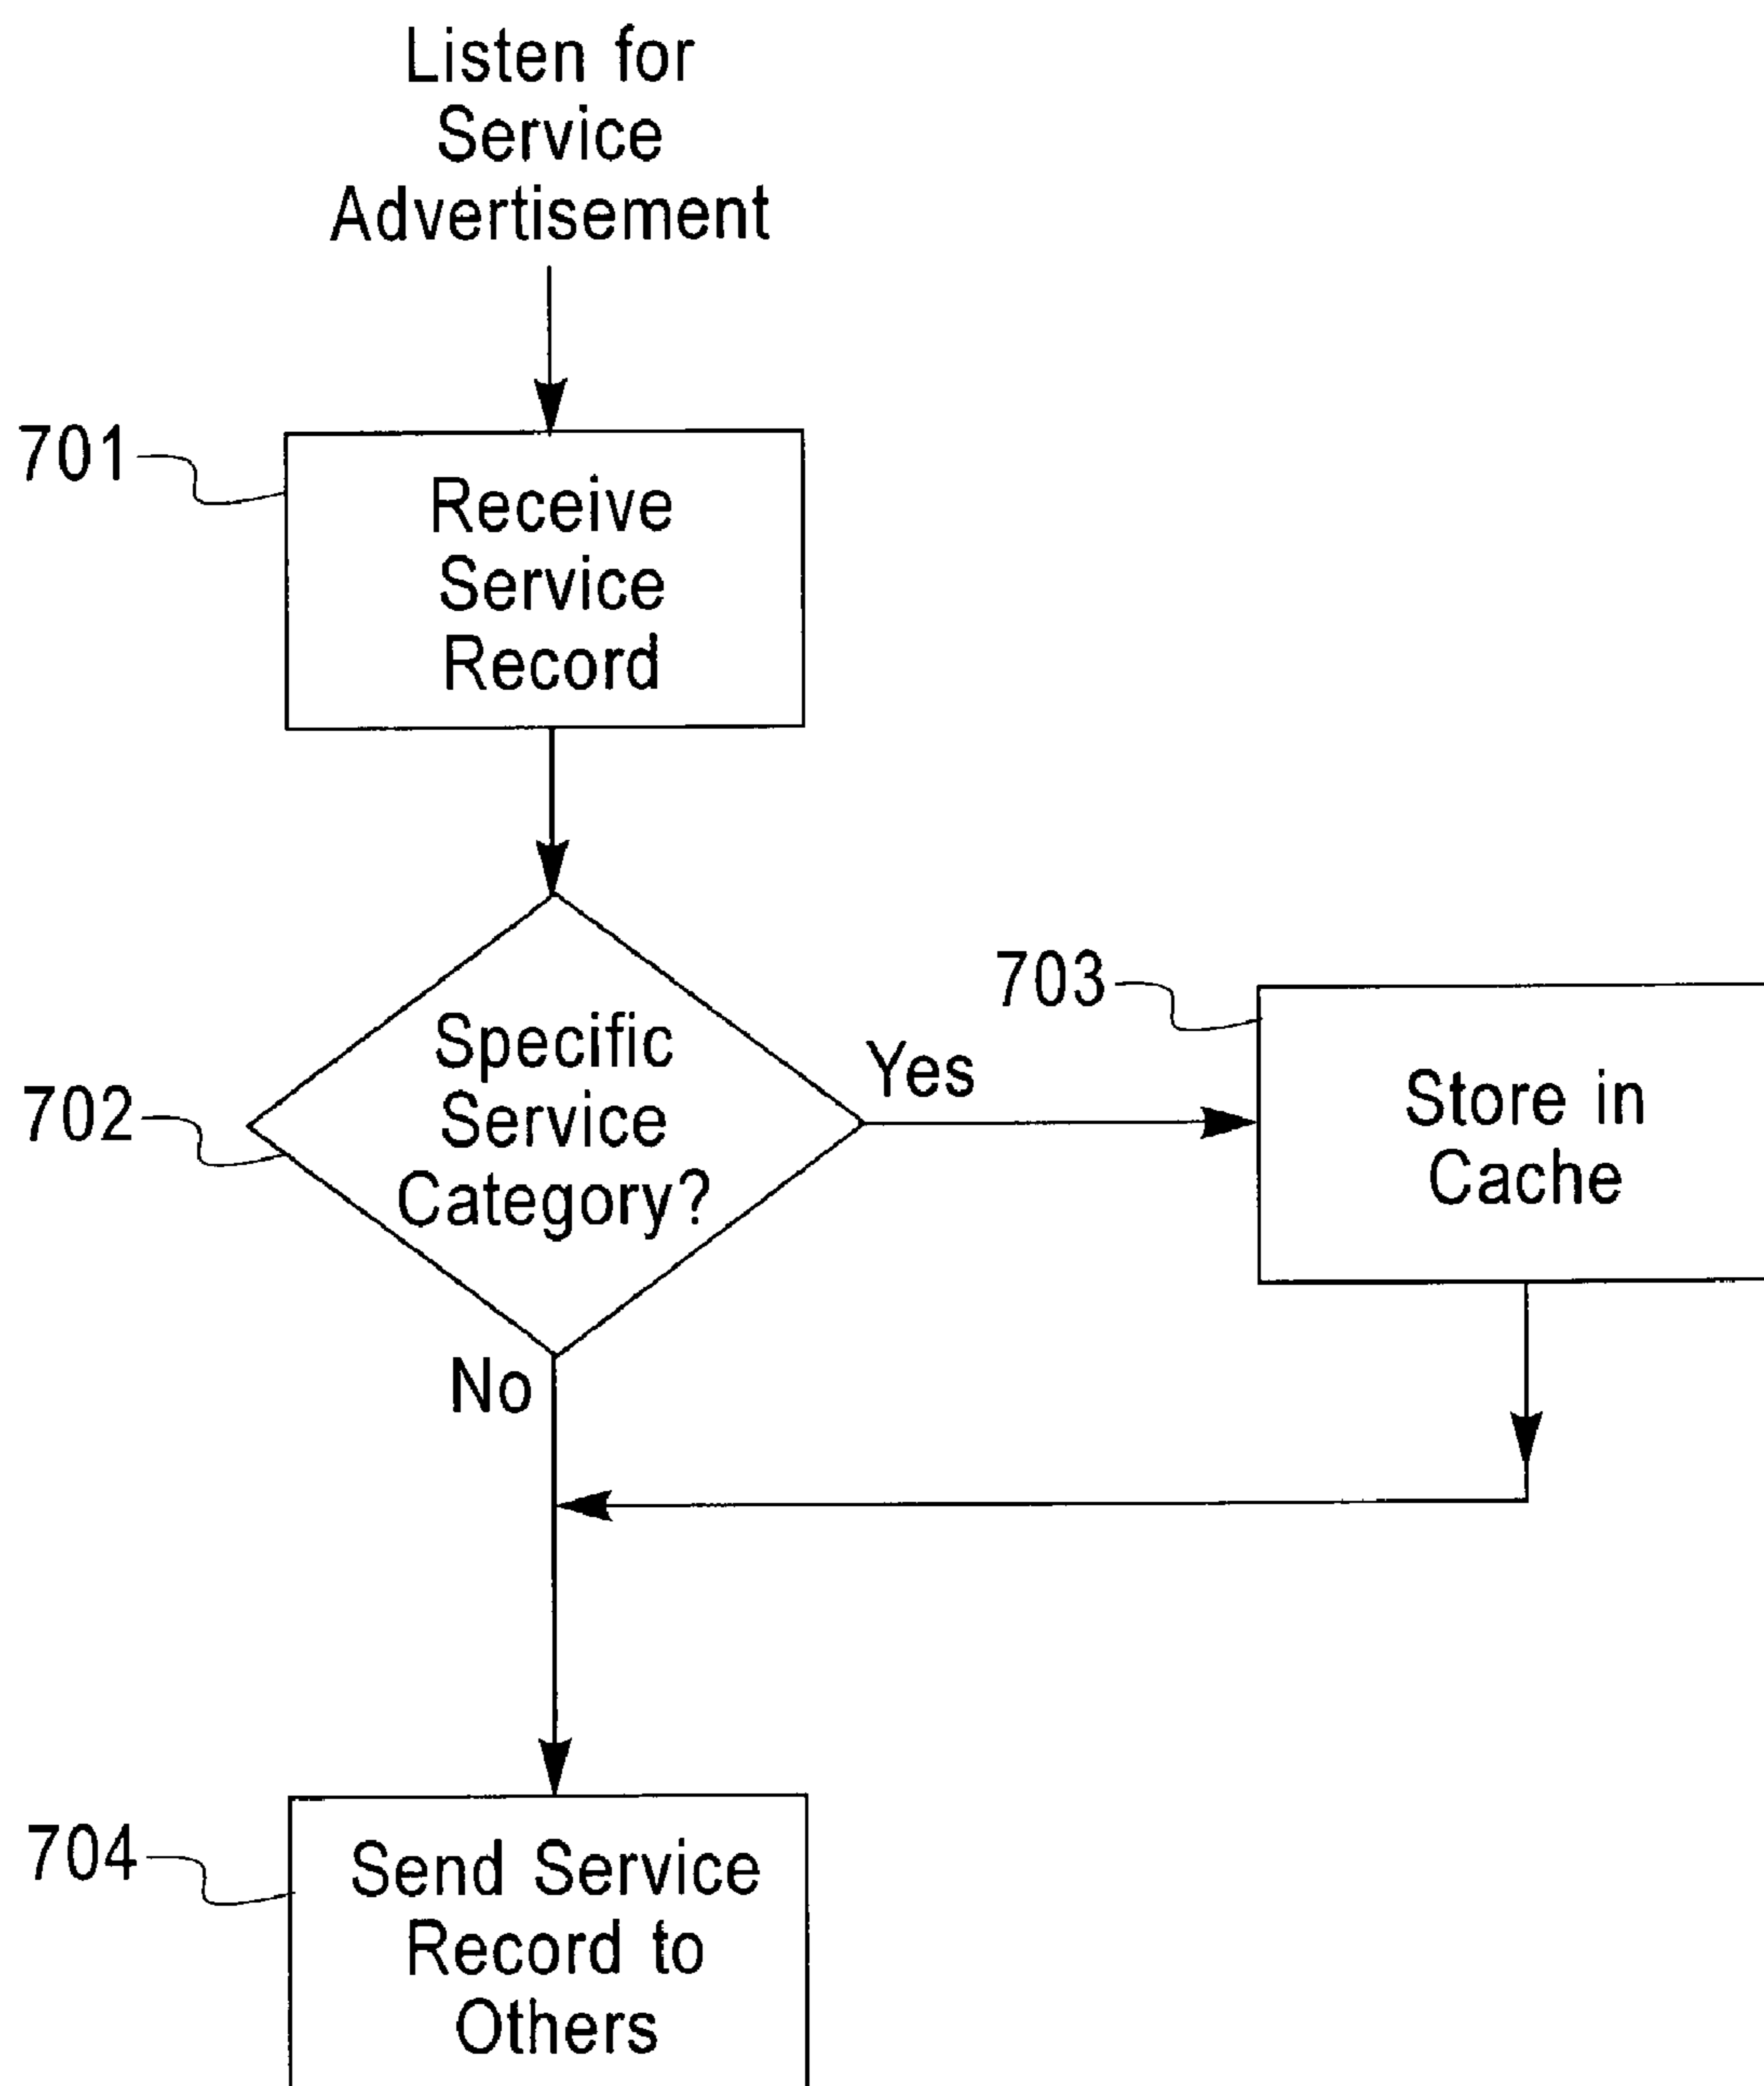 Listen for
Service
Advertisement
701
Receive
Service
Record
702
Specific
Service
Category?
Yes
703
Store in
Cache
No
704
Send Service
Record to
Others